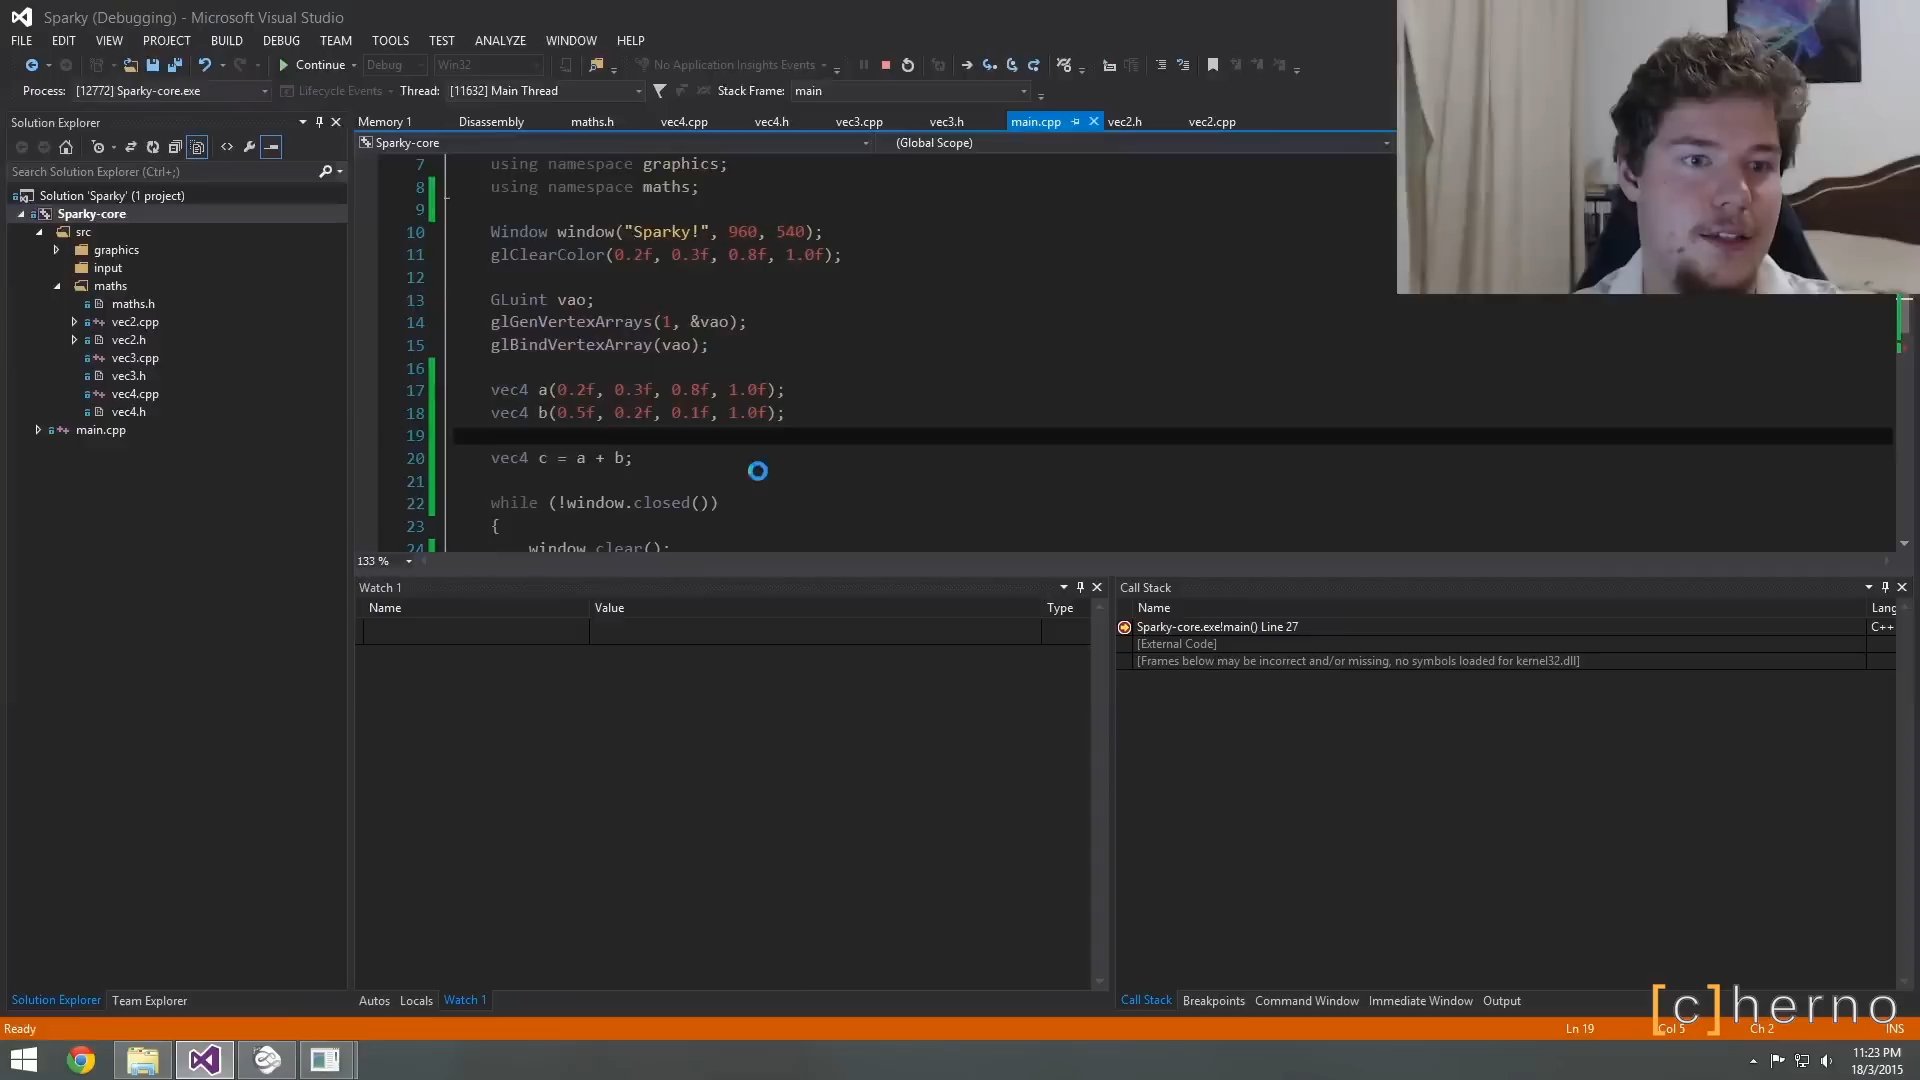 Sparky (Debugging) - Microsoft Visual Studio
FILE EDIT VIEW PROJECT BUILD DEBUG TEAM TOOLS TEST ANALYZE WINDOW HELP
Continue Debug Win32 No Application Insights Events
Process: [12772] Sparky-core.exe Lifecycle Events Thread: [11632] Main Thread Stack Frame: main
Solution Explorer
Search Solution Explorer (Ctrl+;)
Solution 'Sparky' (1 project)
Sparky-core
src
graphics
input
maths
maths.h
vec2.cpp
vec2.h
vec3.cpp
vec3.h
vec4.cpp
vec4.h
main.cpp
Solution Explorer Team Explorer
Memory 1 Disassembly maths.h vec4.cpp vec4.h vec3.cpp vec3.h main.cpp vec2.h vec2.cpp
Sparky-core (Global Scope)
7 using namespace graphics;
8 using namespace maths;
9
10 Window window("Sparky!", 960, 540);
11 glClearColor(0.2f, 0.3f, 0.8f, 1.0f);
12
13 GLuint vao;
14 glGenVertexArrays(1, &vao);
15 glBindVertexArray(vao);
16
17 vec4 a(0.2f, 0.3f, 0.8f, 1.0f);
18 vec4 b(0.5f, 0.2f, 0.1f, 1.0f);
19
20 vec4 c = a + b;
21
22 while (!window.closed())
23 {
24 window.clear();
133 %
Watch 1
Name Value Type
Autos Locals Watch 1
Call Stack
Name Lang
Sparky-core.exe!main() Line 27 C++
[External Code]
[Frames below may be incorrect and/or missing, no symbols loaded for kernel32.dll]
Call Stack Breakpoints Command Window Immediate Window Output
[c]herno
Ready Ln 19 Col 5 Ch 2 INS
11:23 PM
18/3/2015